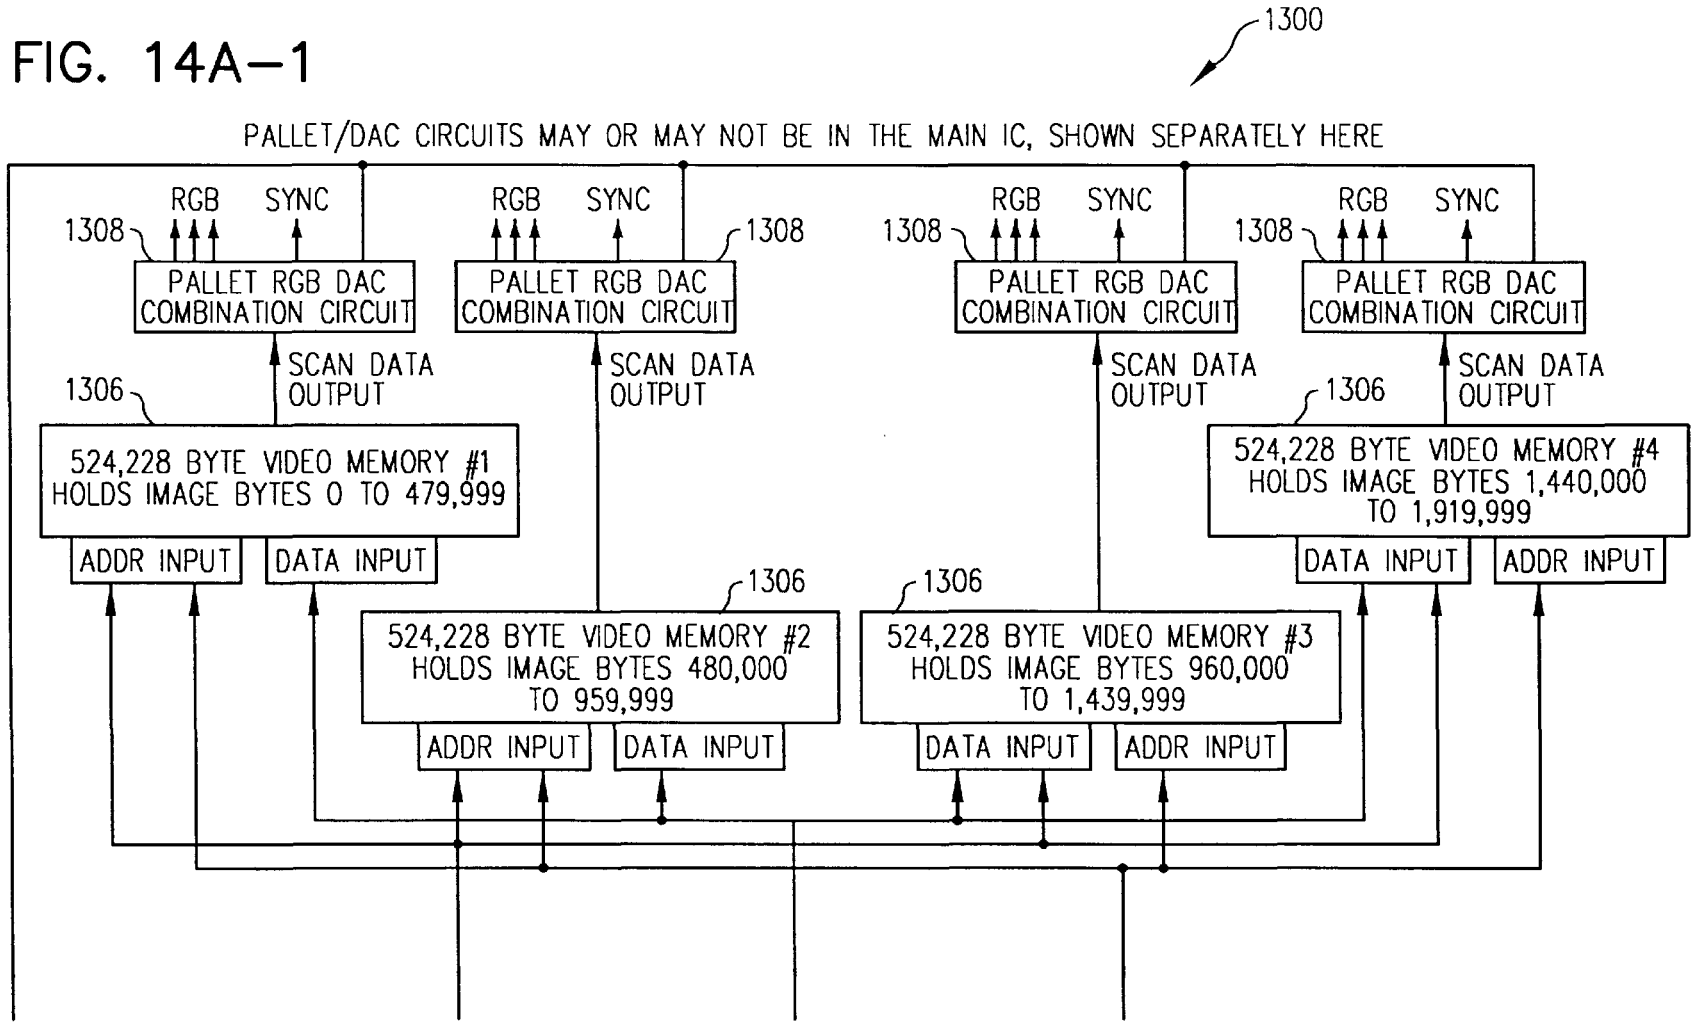 1300
FIG. 14A-1
PALLET/DAC CIRCUITS MAY OR MAY NOT BE IN THE MAIN IC, SHOWN SEPARATELY HERE
RGB SYNC
RGB SYNC
RGB SYNC
RGB SYNC
1308
1308
1308
1308
PALLET RGB DAC
COMBINATION CIRCUIT
PALLET RGB DAC
COMBINATION CIRCUIT
PALLET RGB DAC
COMBINATION CIRCUIT
PALLET RGB DAC
COMBINATION CIRCUIT
SCAN DATA
OUTPUT
SCAN DATA
OUTPUT
SCAN DATA
OUTPUT
SCAN DATA
OUTPUT
1306
524,228 BYTE VIDEO MEMORY #1
HOLDS IMAGE BYTES 0 TO 479,999
ADDR INPUT
DATA INPUT
1306
524,228 BYTE VIDEO MEMORY #4
HOLDS IMAGE BYTES 1,440,000
TO 1,919,999
DATA INPUT
ADDR INPUT
1306
524,228 BYTE VIDEO MEMORY #2
HOLDS IMAGE BYTES 480,000
TO 959,999
ADDR INPUT
DATA INPUT
1306
524,228 BYTE VIDEO MEMORY #3
HOLDS IMAGE BYTES 960,000
TO 1,439,999
DATA INPUT
ADDR INPUT